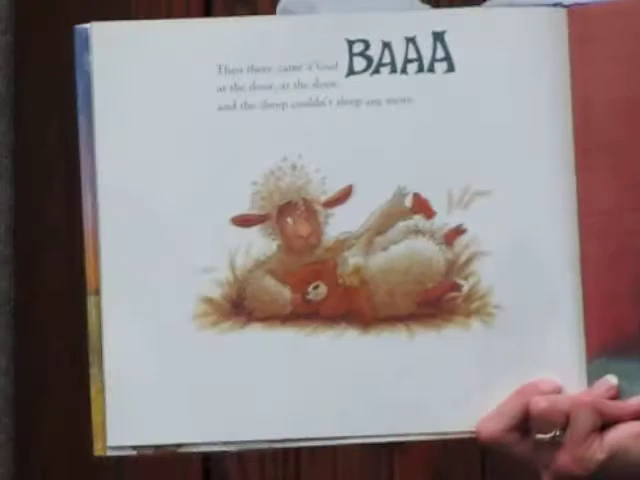 Then there came a loud BAAA
at the door, at the door,
and the sheep couldn't sleep any more.